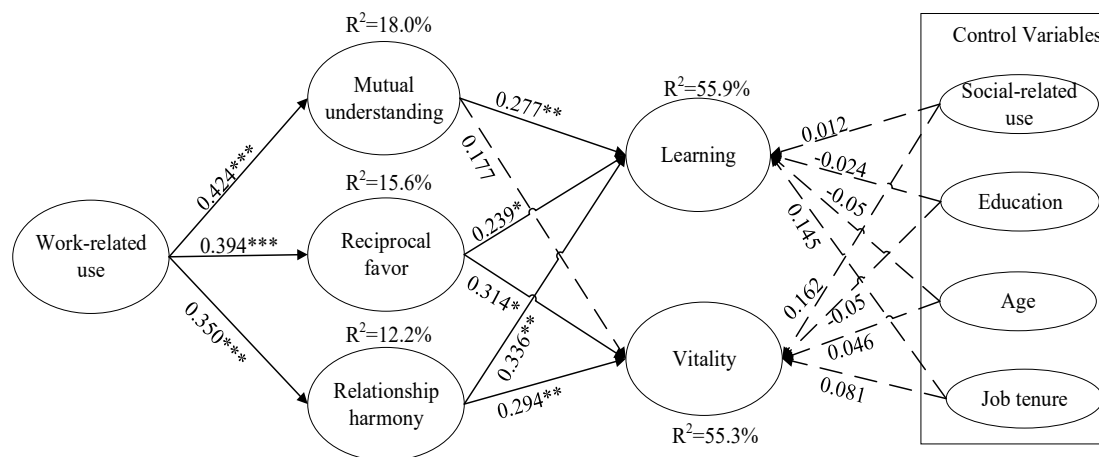 R²=18.0%
Mutual
understanding
R²=15.6%
Reciprocal
favor
R²=12.2%
Relationship
harmony
Work-related
use
0.424***
0.394***
0.350***
0.277**
0.177
0.239*
0.314*
0.336**
0.294**
R²=55.9%
Learning
Vitality
R²=55.3%
0.012
-0.024
-0.05
0.145
0.162
-0.05
0.046
0.081
Control Variables
Social-related
use
Education
Age
Job tenure